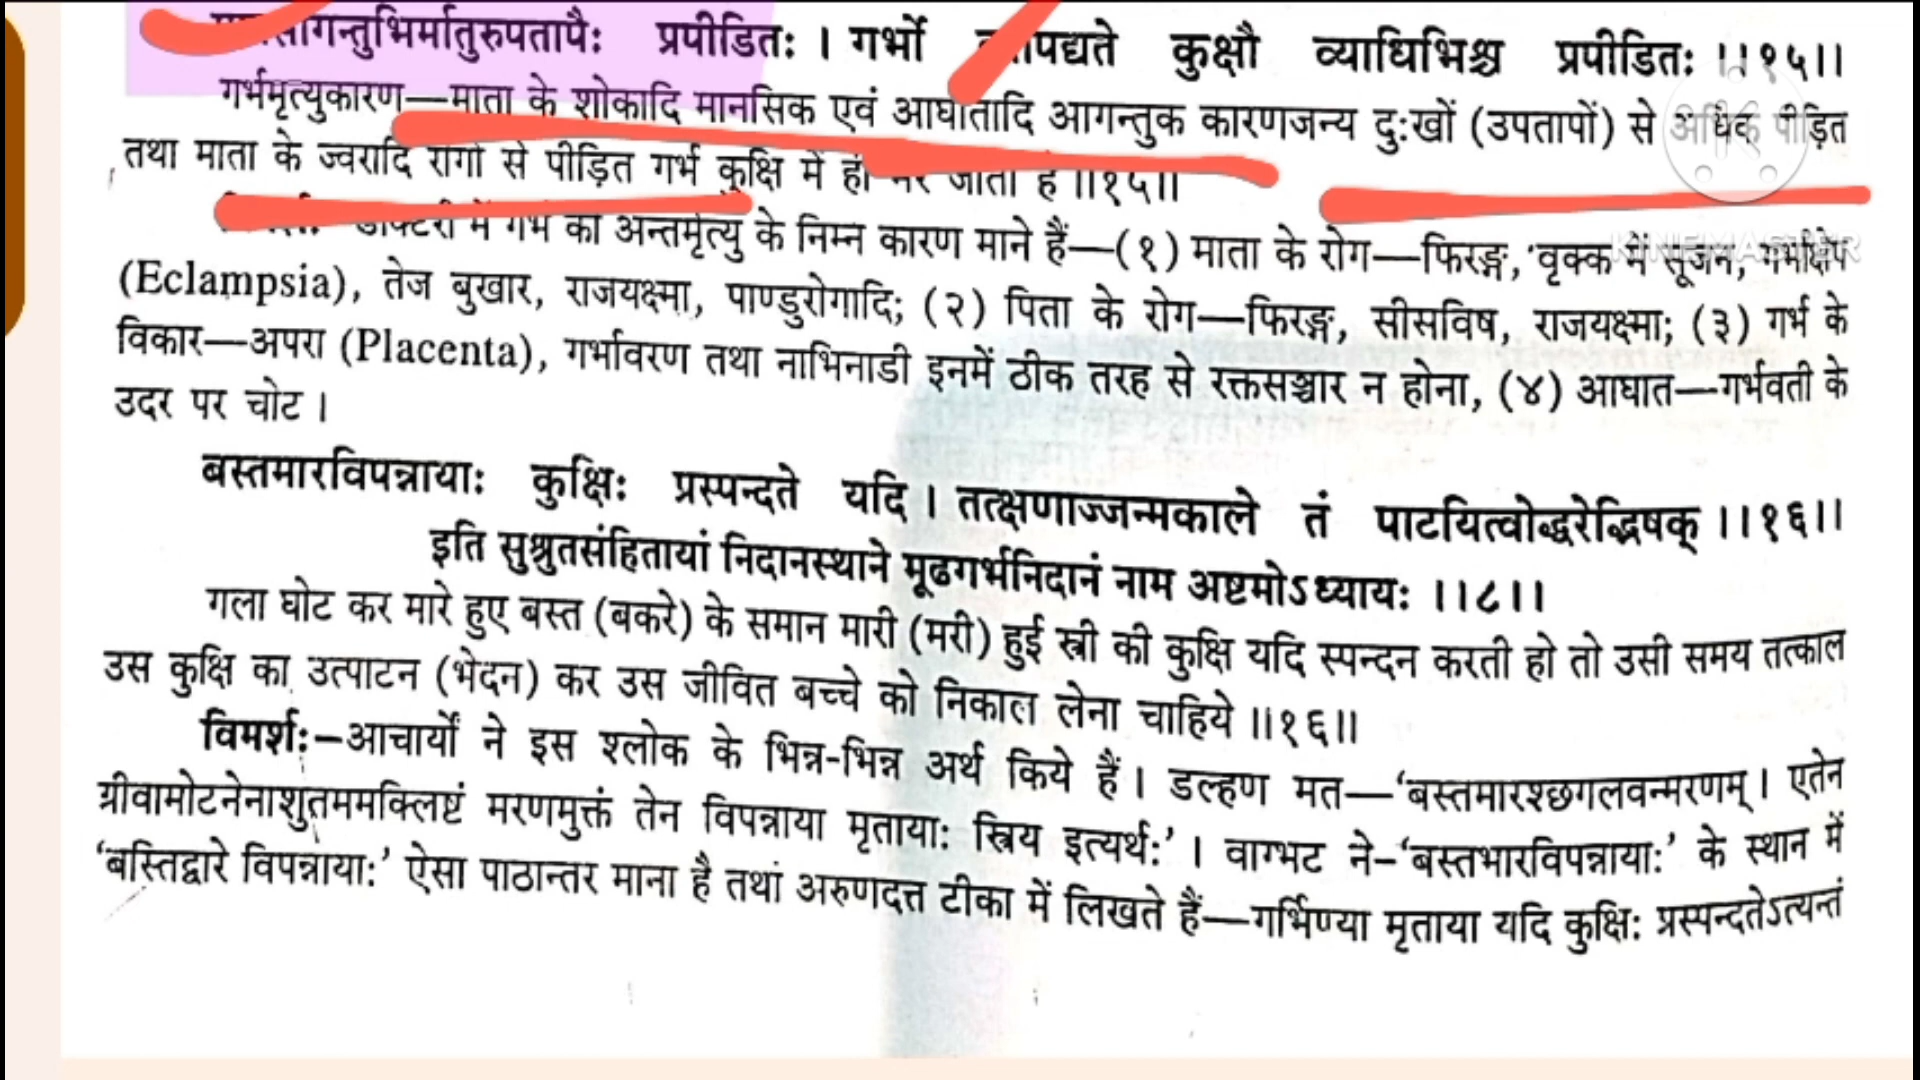 प्रपीडितः । गर्भो कुक्षौ व्याधिभिश्च प्रपीडितः ।।१५।।
गर्भमृत्युकारण—माता के शोकादि मानसिक एवं आघातादि आगन्तुक कारणजन्य दुःखों (उपतापों) से अधिक पीड़ित
तथा माता के ज्वरादि रोगों से पीड़ित गर्भ कुक्षि में ही मर जाता है ॥१५॥
डाक्टरी में गर्भ की अन्तर्मृत्यु के निम्न कारण माने हैं—(१) माता के रोग—फिरङ्ग, वृक्क में सूजन, गर्भाक्षेप
(Eclampsia), तेज बुखार, राजयक्ष्मा, पाण्डुरोगादि; (२) पिता के रोग—फिरङ्ग, सीसविष, राजयक्ष्मा; (३) गर्भ के
विकार—अपरा (Placenta), गर्भावरण तथा नाभिनाडी इनमें ठीक तरह से रक्तसञ्चार न होना, (४) आघात—गर्भवती के
उदर पर चोट ।
बस्तमारविपन्नायाः कुक्षिः प्रस्पन्दते यदि । तत्क्षणाज्जन्मकाले तं पाटयित्वोद्धरेद्भिषक् ।।१६।।
इति सुश्रुतसंहितायां निदानस्थाने मूढगर्भनिदानं नाम अष्टमोऽध्यायः ।।८।।
गला घोट कर मारे हुए बस्त (बकरे) के समान मारी (मरी) हुई स्त्री की कुक्षि यदि स्पन्दन करती हो तो उसी समय तत्काल
उस कुक्षि का उत्पाटन (भेदन) कर उस जीवित बच्चे को निकाल लेना चाहिये ॥१६॥
विमर्शः—आचार्यों ने इस श्लोक के भिन्न-भिन्न अर्थ किये हैं । डल्हण मत—‘बस्तमारश्छगलवन्मरणम् । एतेन
ग्रीवामोटनेनाशुतममक्लिष्टं मरणमुक्तं तेन विपन्नाया मृतायाः स्त्रिय इत्यर्थः’ । वाग्भट ने–‘बस्तभारविपन्नायाः’ के स्थान में
‘बस्तिद्वारे विपन्नायाः’ ऐसा पाठान्तर माना है तथा अरुणदत्त टीका में लिखते हैं—गर्भिण्या मृताया यदि कुक्षिः प्रस्पन्दतेऽत्यन्तं
KINEMASTER